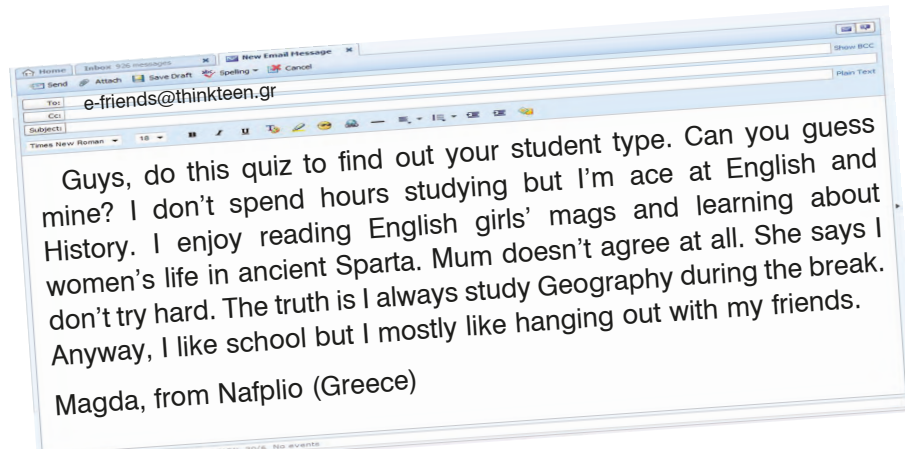 Home Inbox 926 messages New Email Message
Send Attach Save Draft Spelling Cancel Show BCC
To: e-friends@thinkteen.gr Plain Text
Cc:
Subject:
Times New Roman 18 B I U
Guys, do this quiz to find out your student type. Can you guess
mine? I don't spend hours studying but I'm ace at English and
History. I enjoy reading English girls' mags and learning about
women's life in ancient Sparta. Mum doesn't agree at all. She says I
don't try hard. The truth is I always study Geography during the break.
Anyway, I like school but I mostly like hanging out with my friends.
Magda, from Nafplio (Greece)
No events